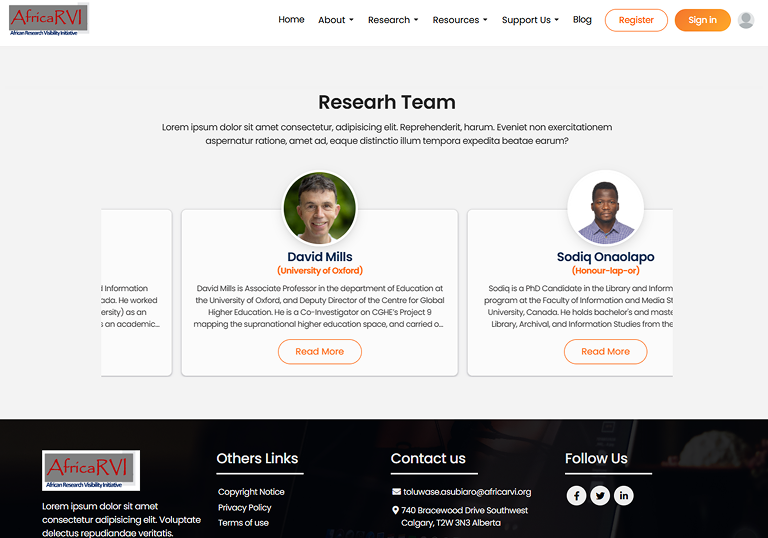 AfricaRVI
African Research Visibility Initiative
Home About Research Resources Support Us Blog Register Sign in
Researh Team
Lorem ipsum dolor sit amet consectetur, adipisicing elit. Reprehenderit, harum. Eveniet non exercitationem
aspernatur ratione, amet ad, eaque distinctio illum tempora expedita beatae earum?
Information
ada. He worked
ersity) as an
s an academic...
David Mills
(University of Oxford)
David Mills is Associate Professor in the department of Education at
the University of Oxford, and Deputy Director of the Centre for Global
Higher Education. He is a Co-Investigator on CGHE's Project 9
mapping the supranational higher education space, and carried o...
Read More
Sodiq Onaolapo
(Honour-lap-or)
Sodiq is a PhD Candidate in the Library and Inform
program at the Faculty of Information and Media St
University, Canada. He holds bachelor's and maste
Library, Archival, and Information Studies from the
Read More
AfricaRVI
African Research Visibility Initiative
Lorem ipsum dolor sit amet
consectetur adipisicing elit. Voluptate
delectus repudiandae veritatis.
Others Links
Copyright Notice
Privacy Policy
Terms of use
Contact us
toluwase.asubiaro@africarvi.org
740 Bracewood Drive Southwest
Calgary, T2W 3N3 Alberta
Follow Us